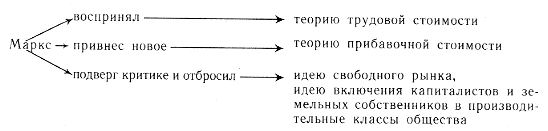 воспринял теорию трудовой стоимости
Маркс привнес новое теорию прибавочной стоимости
подверг критике и отбросил идею свободного рынка,
идею включения капиталистов и зе-
мельных собственников в производи-
тельные классы общества